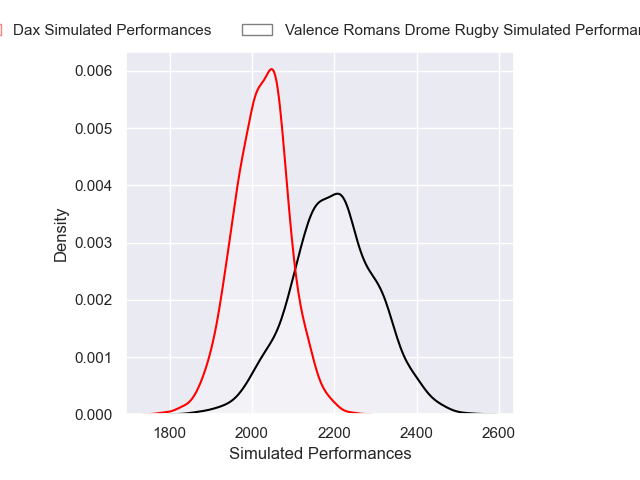 Dax Simulated Performances
Valence Romans Drome Rugby Simulated
0.006
0.005
0.004
0.003
0.002
0.001
0.000
Density
1800 2000 2200 2400 2600
Simulated Performances